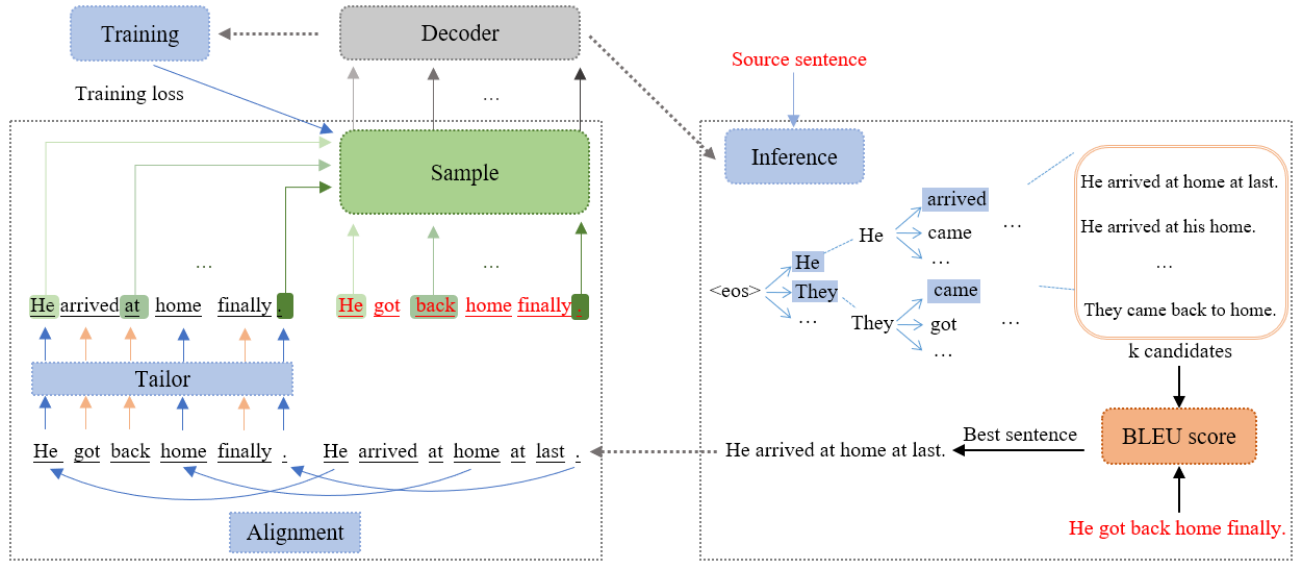 Training
Decoder
Training loss
...
Sample
...
...
He arrived at home finally .
He got back home finally .
Tailor
He got back home finally .
He arrived at home at last .
Alignment
Source sentence
Inference
<eos>
He
They
...
He
arrived
came
...
...
They
came
got
...
...
He arrived at home at last.
He arrived at his home.
...
They came back to home.
k candidates
BLEU score
Best sentence
He arrived at home at last.
He got back home finally.